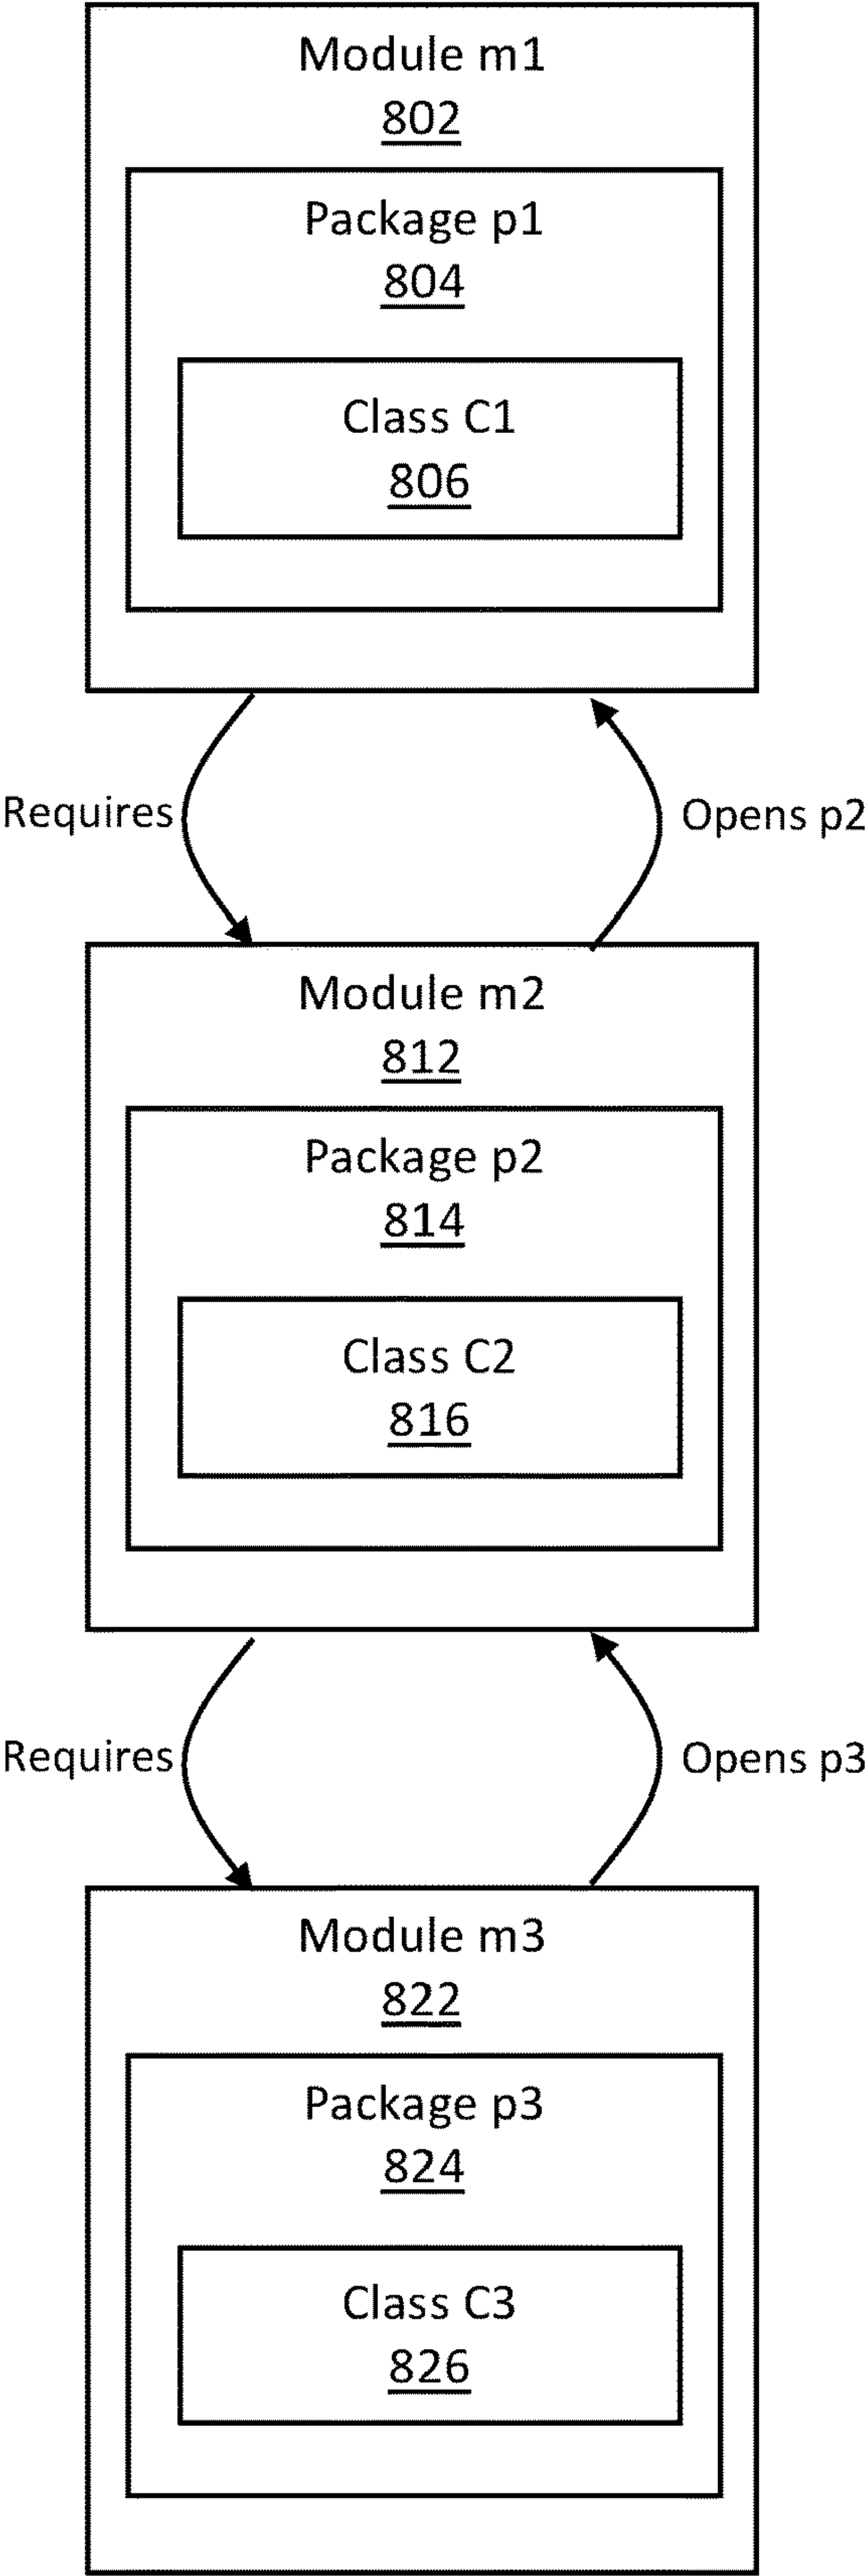 Module m1
802
Package p1
804
Class C1
806
Requires
Opens p2
Module m2
812
Package p2
814
Class C2
816
Requires
Opens p3
Module m3
822
Package p3
824
Class C3
826